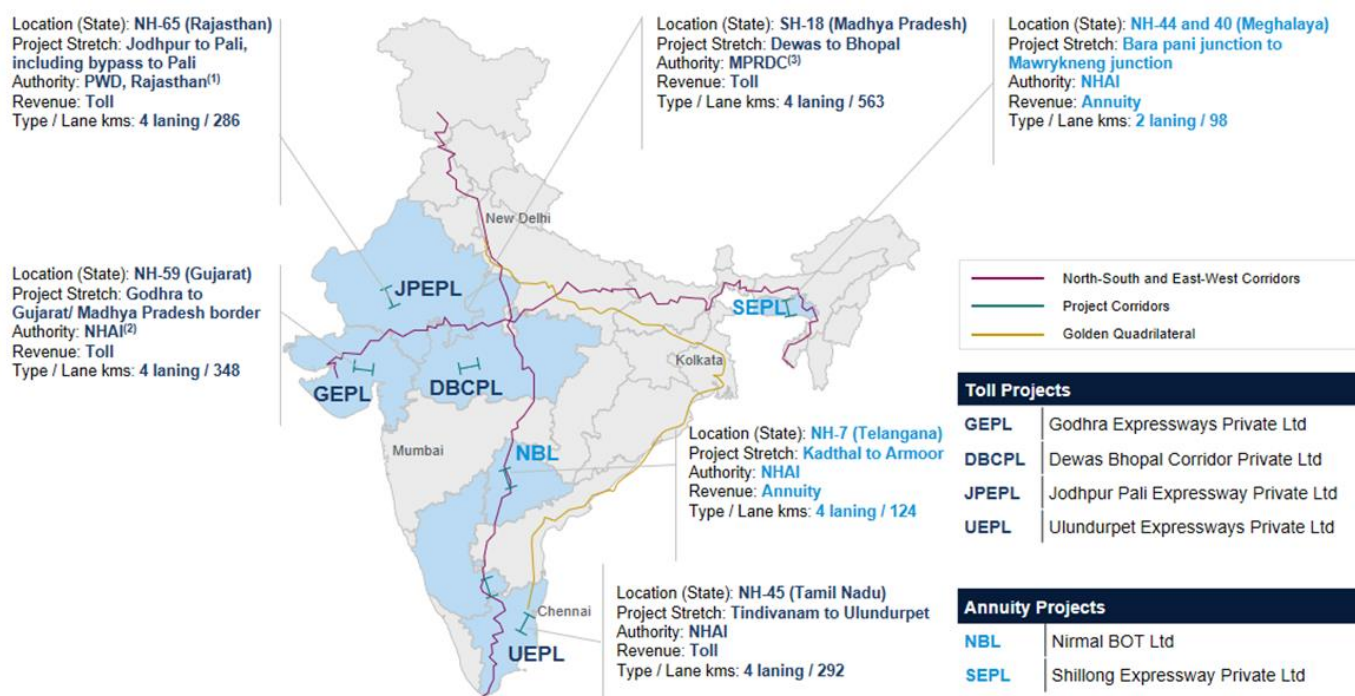 Location (State): NH-65 (Rajasthan)
Project Stretch: Jodhpur to Pali,
including bypass to Pali
Authority: PWD, Rajasthan(1)
Revenue: Toll
Type / Lane kms: 4 laning / 286
Location (State): SH-18 (Madhya Pradesh)
Project Stretch: Dewas to Bhopal
Authority: MPRDC(3)
Revenue: Toll
Type / Lane kms: 4 laning / 563
Location (State): NH-44 and 40 (Meghalaya)
Project Stretch: Bara pani junction to
Mawrykneng junction
Authority: NHAI
Revenue: Annuity
Type / Lane kms: 2 laning / 98
New Delhi
Location (State): NH-59 (Gujarat)
Project Stretch: Godhra to
Gujarat/ Madhya Pradesh border
Authority: NHAI(2)
Revenue: Toll
Type / Lane kms: 4 laning / 348
JPEPL
SEPL
Kolkata
GEPL
DBCPL
Mumbai
NBL
North-South and East-West Corridors
Project Corridors
Golden Quadrilateral
Location (State): NH-7 (Telangana)
Project Stretch: Kadthal to Armoor
Authority: NHAI
Revenue: Annuity
Type / Lane kms: 4 laning / 124
Chennai
UEPL
Location (State): NH-45 (Tamil Nadu)
Project Stretch: Tindivanam to Ulundurpet
Authority: NHAI
Revenue: Toll
Type / Lane kms: 4 laning / 292
Toll Projects
GEPL Godhra Expressways Private Ltd
DBCPL Dewas Bhopal Corridor Private Ltd
JPEPL Jodhpur Pali Expressway Private Ltd
UEPL Ulundurpet Expressways Private Ltd
Annuity Projects
NBL Nirmal BOT Ltd
SEPL Shillong Expressway Private Ltd